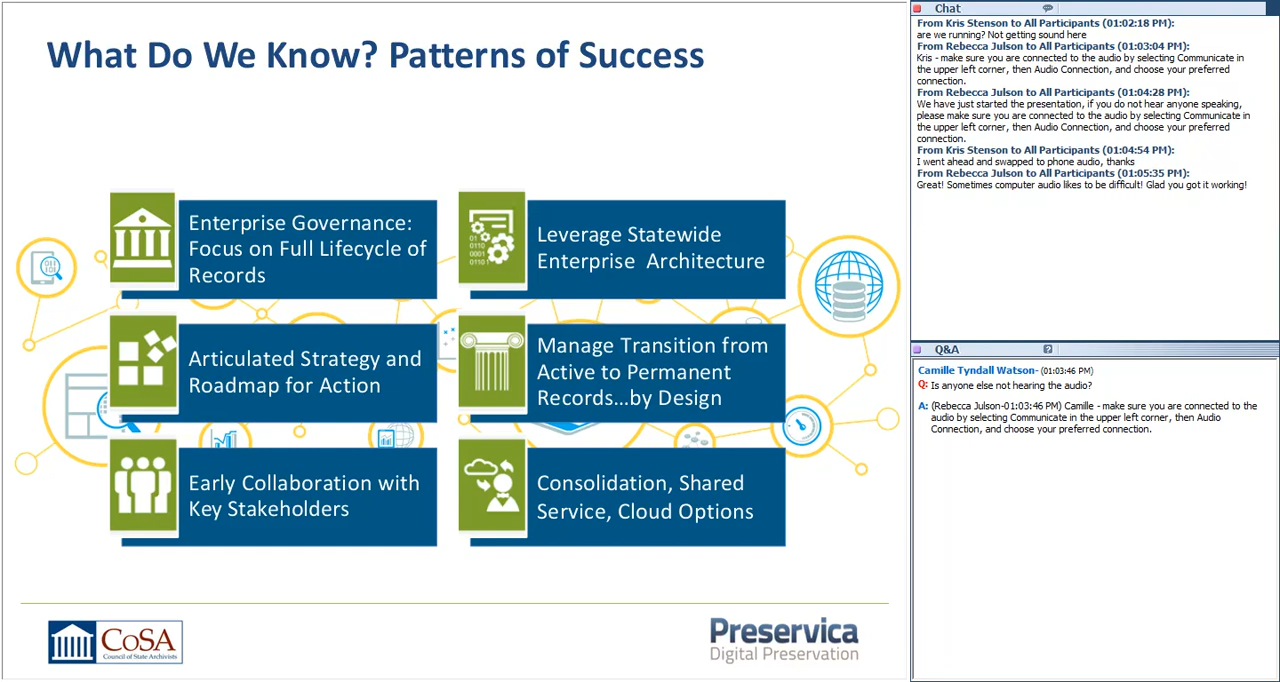 What Do We Know? Patterns of Success
Enterprise Governance:
Focus on Full Lifecycle of
Records
Leverage Statewide
Enterprise Architecture
Articulated Strategy and
Roadmap for Action
Manage Transition from
Active to Permanent
Records...by Design
Early Collaboration with
Key Stakeholders
Consolidation, Shared
Service, Cloud Options
CoSA
Council of State Archivists
Preservica
Digital Preservation
Chat
From Kris Stenson to All Participants (01:02:18 PM):
are we running? Not getting sound here
From Rebecca Julson to All Participants (01:03:04 PM):
Kris - make sure you are connected to the audio by selecting Communicate in
the upper left corner, then Audio Connection, and choose your preferred
connection.
From Rebecca Julson to All Participants (01:04:28 PM):
We have just started the presentation, if you do not hear anyone speaking,
please make sure you are connected to the audio by selecting Communicate in
the upper left corner, then Audio Connection, and choose your preferred
connection.
From Kris Stenson to All Participants (01:04:54 PM):
I went ahead and swapped to phone audio, thanks
From Rebecca Julson to All Participants (01:05:35 PM):
Great! Sometimes computer audio likes to be difficult! Glad you got it working!
Q&A
Camille Tyndall Watson- (01:03:46 PM)
Q: Is anyone else not hearing the audio?
A: (Rebecca Julson-01:03:46 PM) Camille - make sure you are connected to the
audio by selecting Communicate in the upper left corner, then Audio
Connection, and choose your preferred connection.